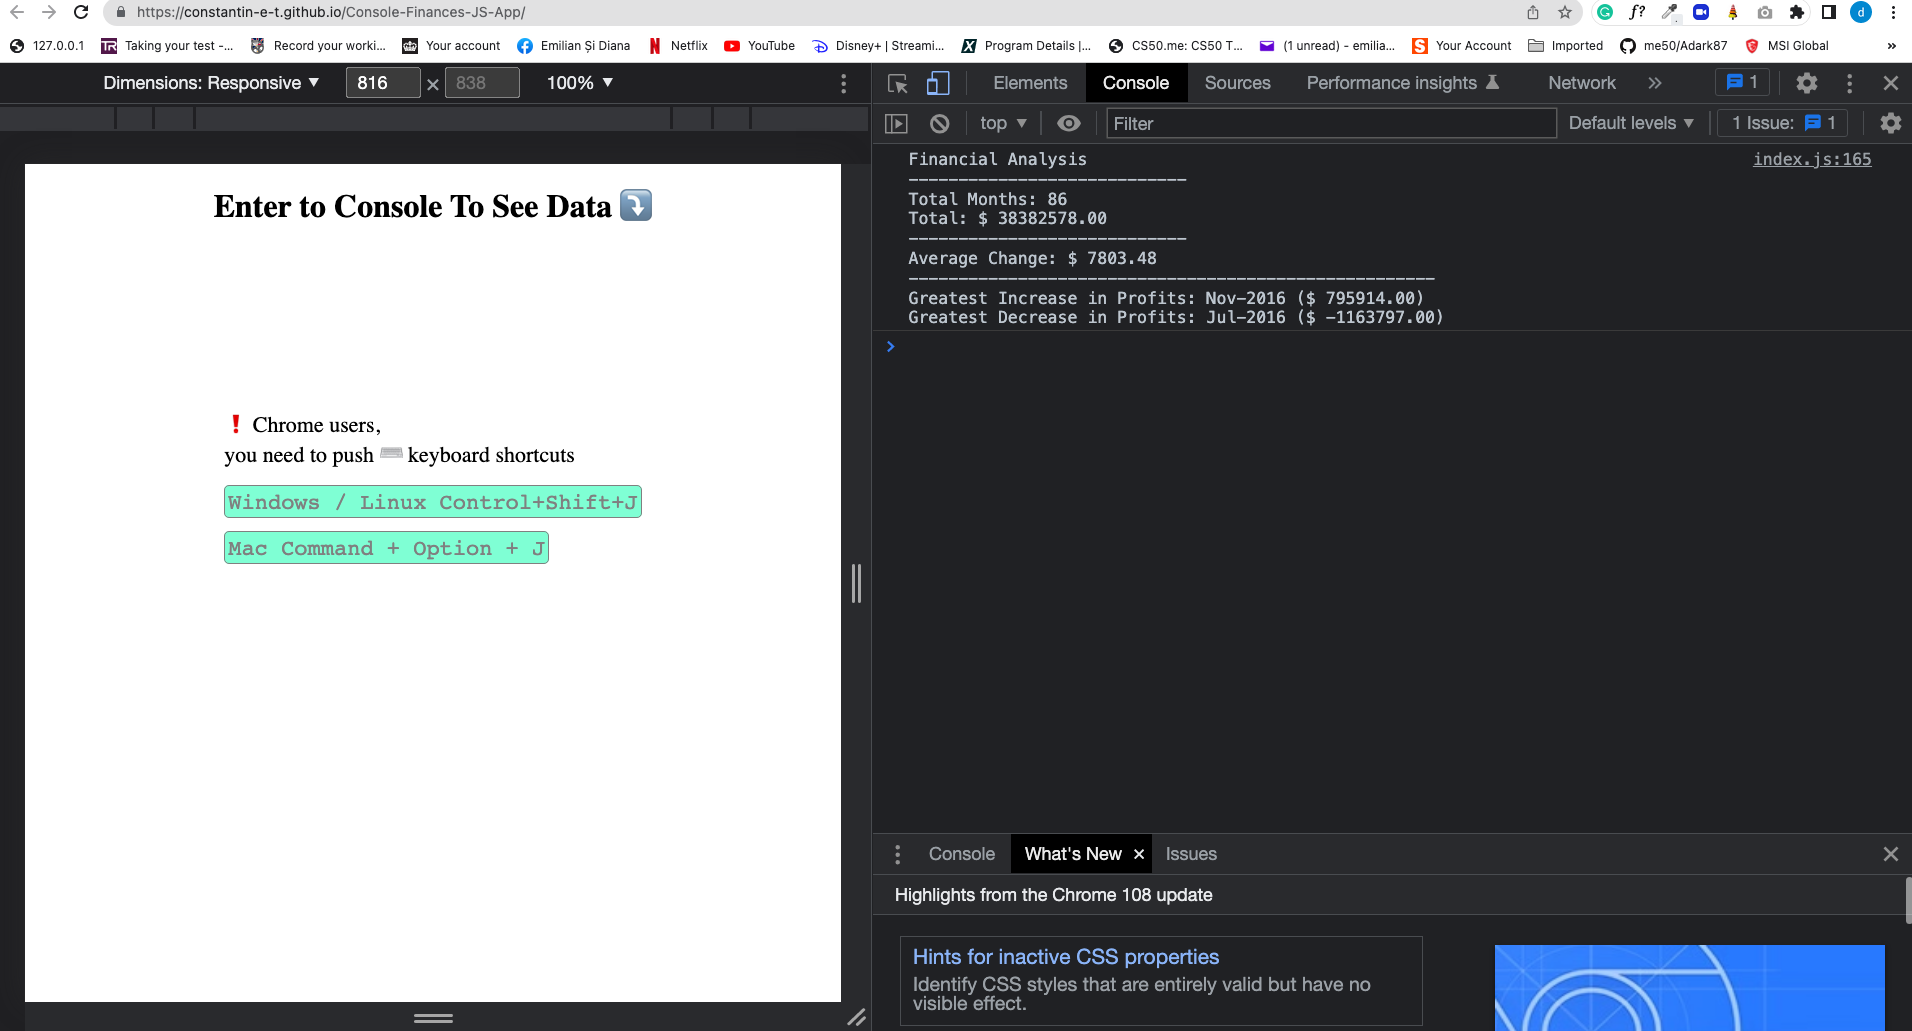 https://constantin-e-t.github.io/Console-Finances-JS-App/
f?
d
127.0.0.1 TR Taking your test -... Record your worki... Your account Emilian Și Diana Netflix YouTube Disney+ | Streami... Program Details |... CS50.me: CS50 T... (1 unread) - emilia... Your Account Imported me50/Adark87 MSI Global »
Dimensions: Responsive ▼ 816 × 838 100% ▼
Elements Console Sources Performance insights Network » 1
top ▼ Filter Default levels ▼ 1 Issue: 1
Enter to Console To See Data ⤵️
❗ Chrome users,
you need to push ⌨️ keyboard shortcuts
Windows / Linux Control+Shift+J
Mac Command + Option + J
Financial Analysis index.js:165
----------------------------
Total Months: 86
Total: $ 38382578.00
----------------------------
Average Change: $ 7803.48
-----------------------------------------------------
Greatest Increase in Profits: Nov-2016 ($ 795914.00)
Greatest Decrease in Profits: Jul-2016 ($ -1163797.00)
>
Console What's New × Issues
Highlights from the Chrome 108 update
Hints for inactive CSS properties
Identify CSS styles that are entirely valid but have no
visible effect.